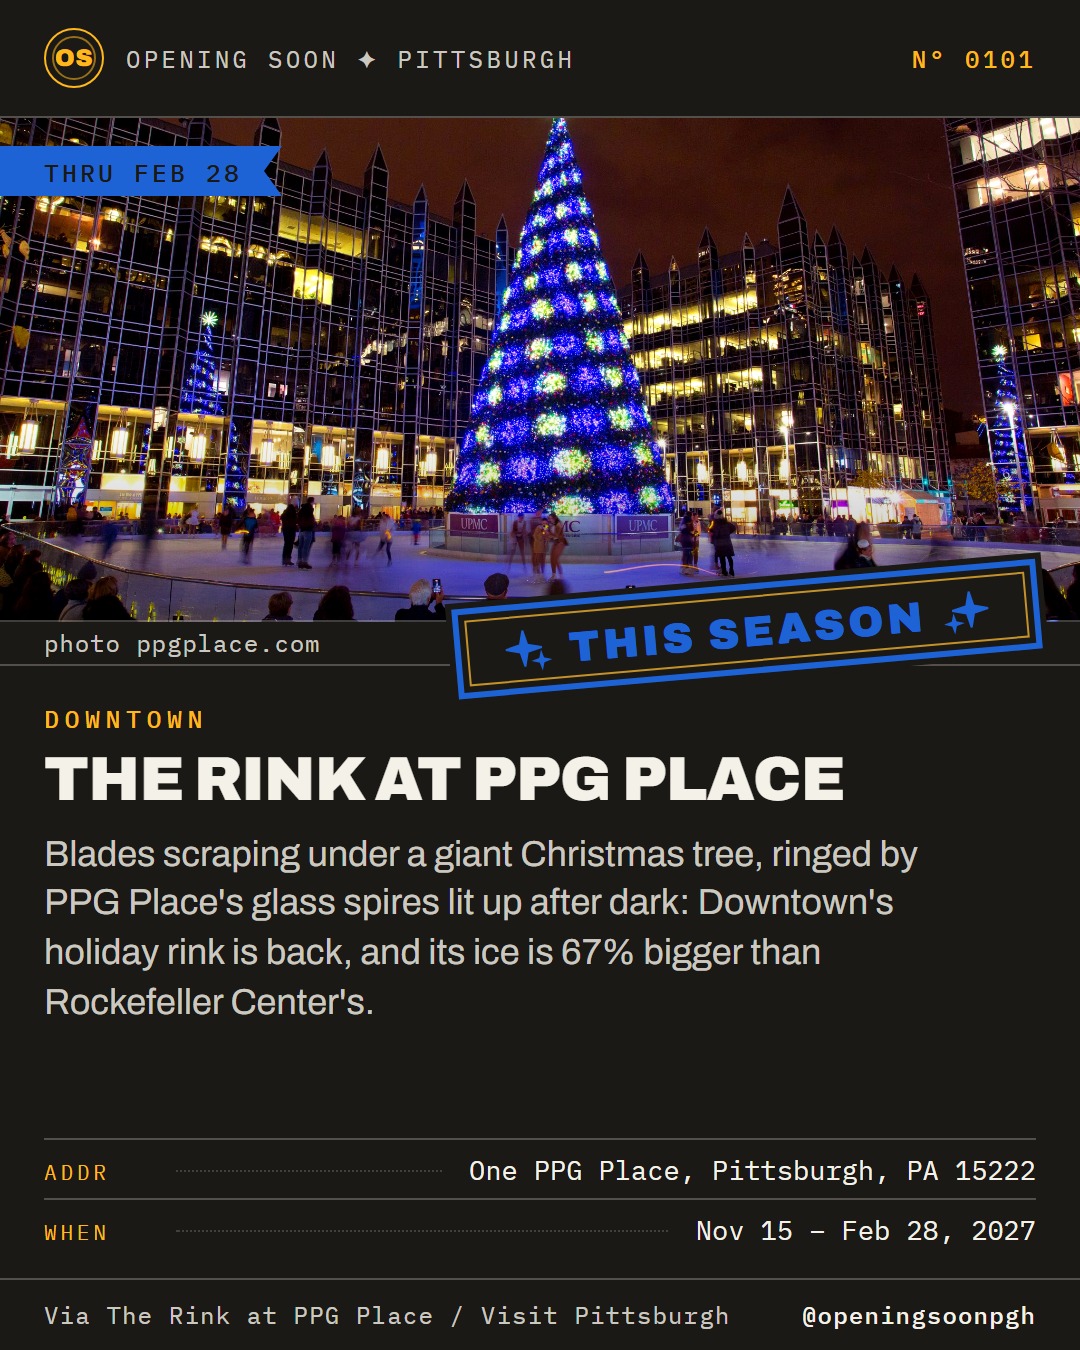 OS OPENING SOON ✦ PITTSBURGH N° 0101
THRU FEB 28
UPMC UPMC
photo ppgplace.com
THIS SEASON
DOWNTOWN
THE RINK AT PPG PLACE
Blades scraping under a giant Christmas tree, ringed by
PPG Place's glass spires lit up after dark: Downtown's
holiday rink is back, and its ice is 67% bigger than
Rockefeller Center's.
ADDR One PPG Place, Pittsburgh, PA 15222
WHEN Nov 15 – Feb 28, 2027
Via The Rink at PPG Place / Visit Pittsburgh @openingsoonpgh